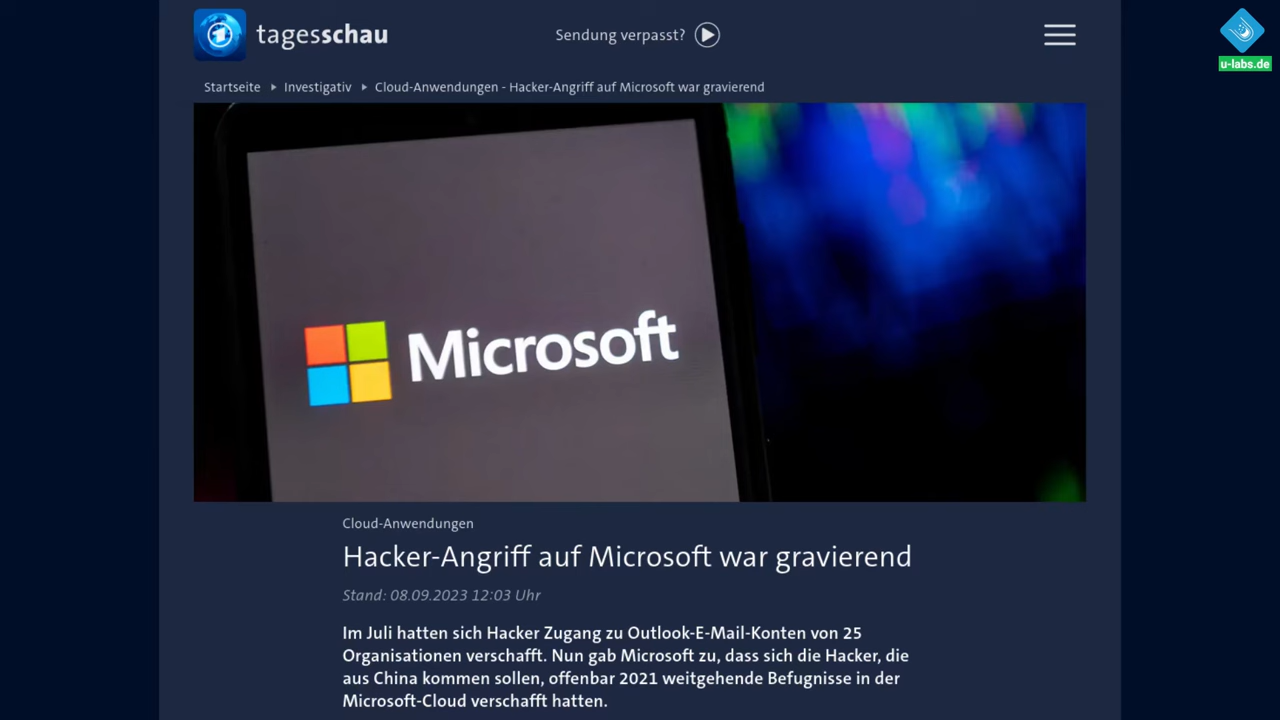 tagesschau
Sendung verpasst?
u-labs.de
Startseite Investigativ Cloud-Anwendungen - Hacker-Angriff auf Microsoft war gravierend
Microsoft
Cloud-Anwendungen
Hacker-Angriff auf Microsoft war gravierend
Stand: 08.09.2023 12:03 Uhr
Im Juli hatten sich Hacker Zugang zu Outlook-E-Mail-Konten von 25
Organisationen verschafft. Nun gab Microsoft zu, dass sich die Hacker, die
aus China kommen sollen, offenbar 2021 weitgehende Befugnisse in der
Microsoft-Cloud verschafft hatten.